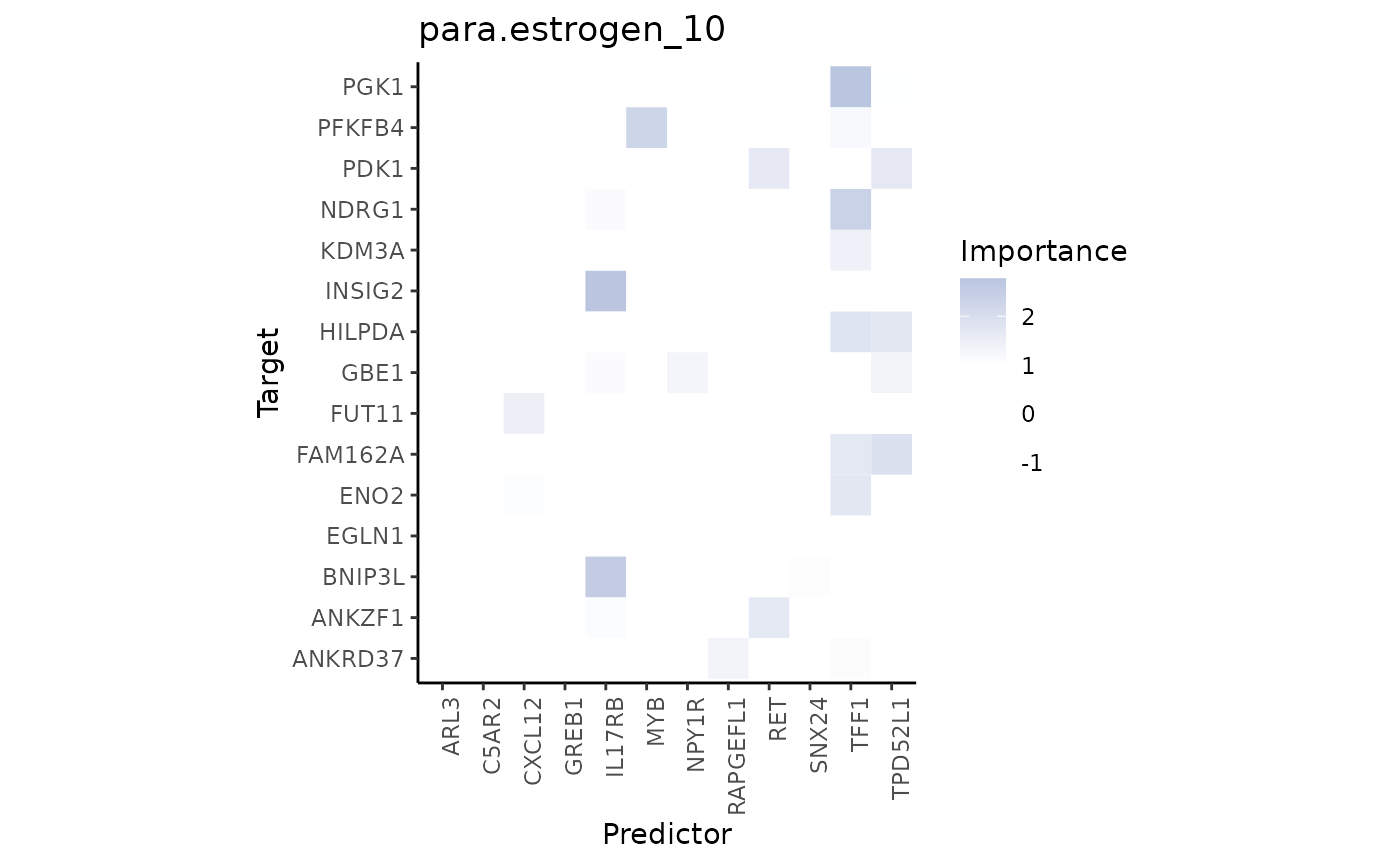 para.estrogen_10
PGK1
PFKFB4
PDK1
NDRG1
KDM3A
INSIG2
HILPDA
GBE1
FUT11
FAM162A
ENO2
EGLN1
BNIP3L
ANKZF1
ANKRD37
Target
ARL3
C5AR2
CXCL12
GREB1
IL17RB
MYB
NPY1R
RAPGEFL1
RET
SNX24
TFF1
TPD52L1
Predictor
Importance
2
1
0
-1